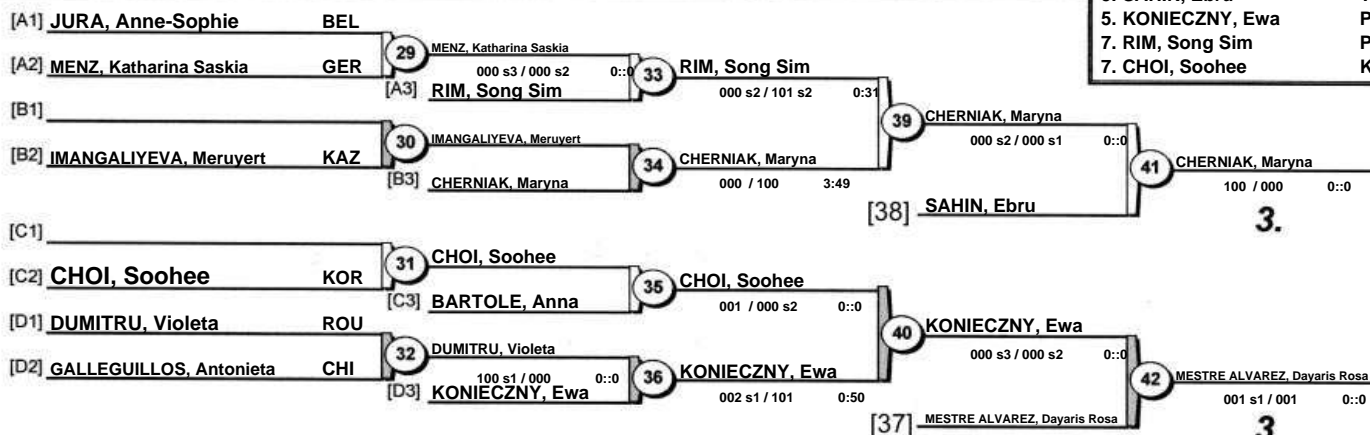 5. KONIECZNY, Ewa P
7. RIM, Song Sim P
7. CHOI, Soohee K
[A1] JURA, Anne-Sophie BEL
[A2] MENZ, Katharina Saskia GER
29 MENZ, Katharina Saskia
000 s3 / 000 s2 0::0
[A3] RIM, Song Sim
33 RIM, Song Sim
000 s2 / 101 s2 0:31
[B1]
[B2] IMANGALIYEVA, Meruyert KAZ
30 IMANGALIYEVA, Meruyert
[B3] CHERNIAK, Maryna
34 CHERNIAK, Maryna
000 / 100 3:49
39 CHERNIAK, Maryna
000 s2 / 000 s1 0::0
[38] SAHIN, Ebru
41 CHERNIAK, Maryna
100 / 000 0::0
3.
[C1]
[C2] CHOI, Soohee KOR
31 CHOI, Soohee
[C3] BARTOLE, Anna
35 CHOI, Soohee
001 / 000 s2 0::0
[D1] DUMITRU, Violeta ROU
[D2] GALLEGUILLOS, Antonieta CHI
32 DUMITRU, Violeta
100 s1 / 000 0::0
[D3] KONIECZNY, Ewa
36 KONIECZNY, Ewa
002 s1 / 101 0:50
40 KONIECZNY, Ewa
000 s3 / 000 s2 0::0
[37] MESTRE ALVAREZ, Dayaris Rosa
42 MESTRE ALVAREZ, Dayaris Rosa
001 s1 / 001 0::0
3